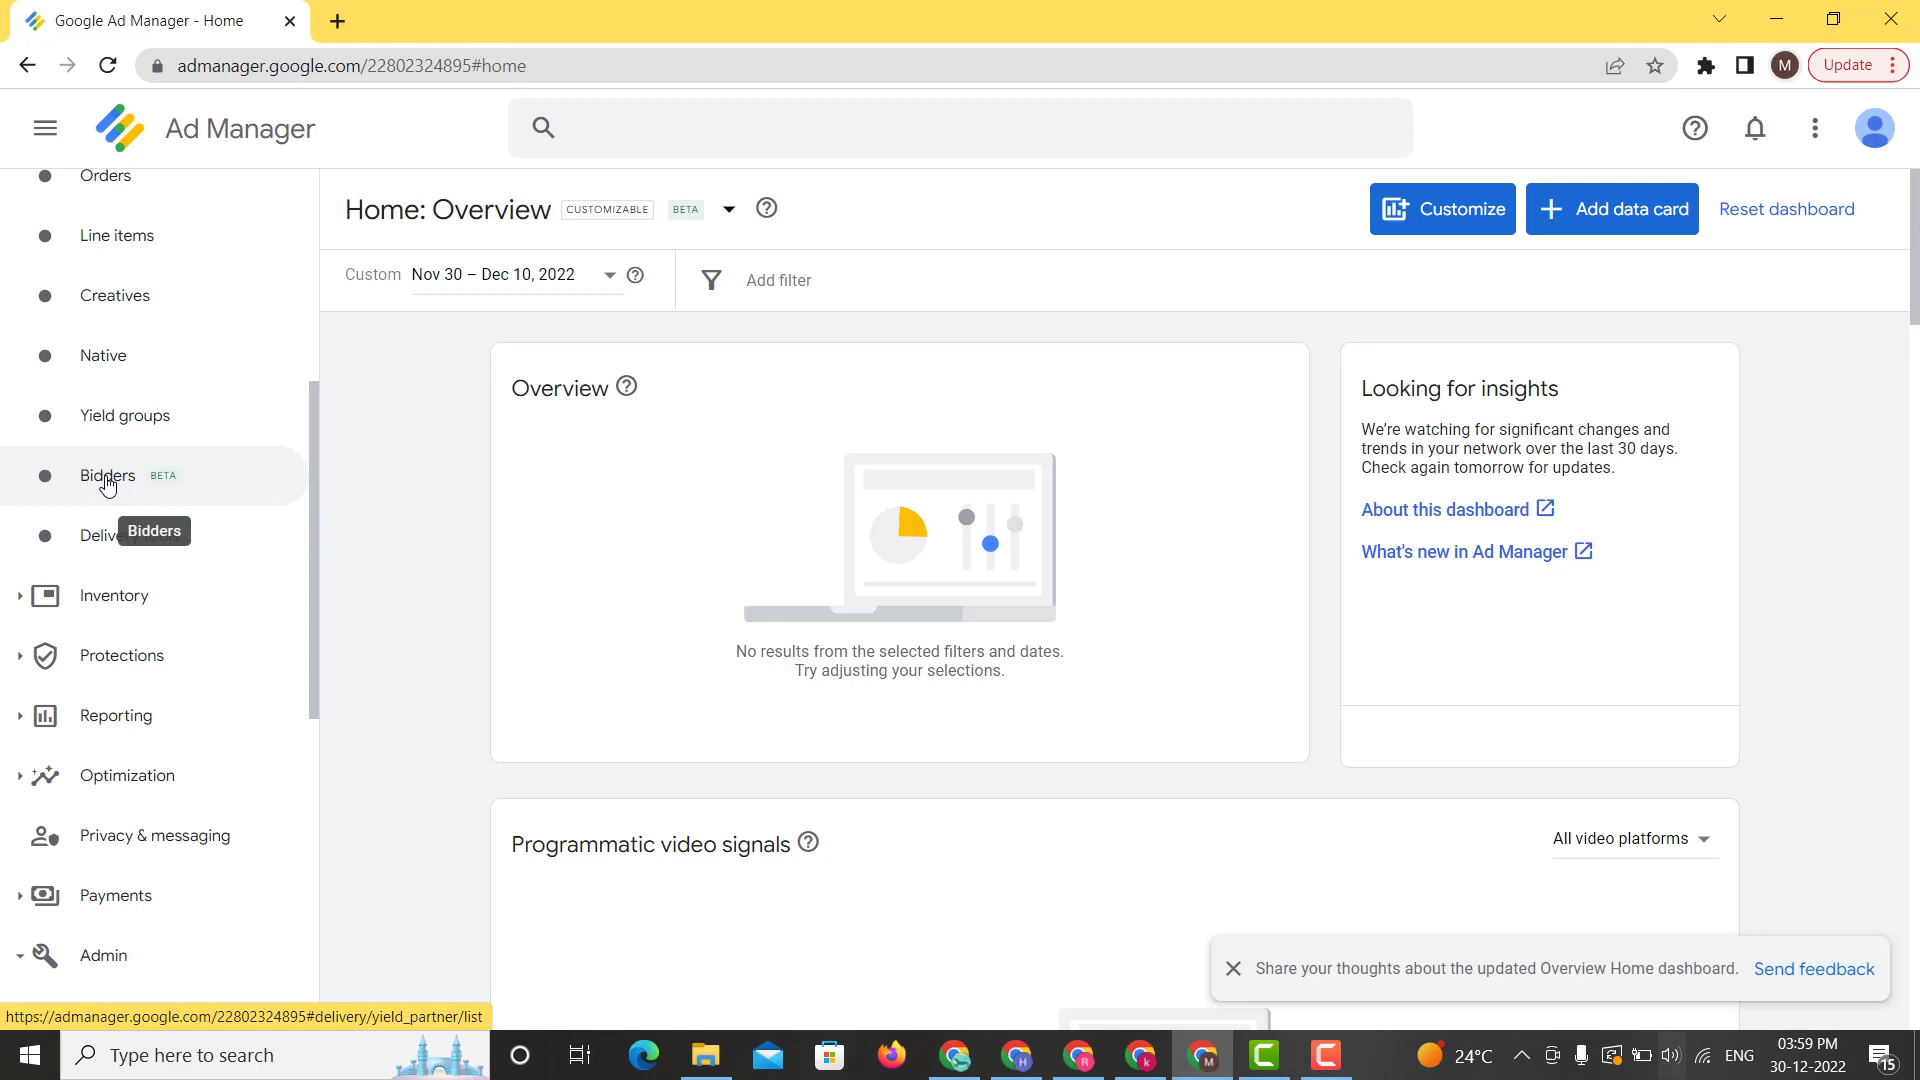 Google Ad Manager - Home
admanager.google.com/22802324895#home
M
Update
Ad Manager
Orders
Line items
Creatives
Native
Yield groups
Bidders BETA
Bidders
Inventory
Protections
Reporting
Optimization
Privacy & messaging
Payments
Admin
Home: Overview CUSTOMIZABLE BETA
Customize
Add data card
Reset dashboard
Custom Nov 30 – Dec 10, 2022
Add filter
Overview
No results from the selected filters and dates.
Try adjusting your selections.
Looking for insights
We're watching for significant changes and
trends in your network over the last 30 days.
Check again tomorrow for updates.
About this dashboard
What's new in Ad Manager
Programmatic video signals
All video platforms
Share your thoughts about the updated Overview Home dashboard. Send feedback
https://admanager.google.com/22802324895#delivery/yield_partner/list
Type here to search
H
R
k
M
24°C
ENG
03:59 PM
30-12-2022
15